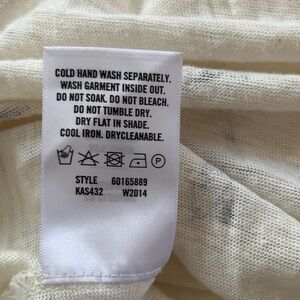 COLD HAND WASH SEPARATELY.
WASH GARMENT INSIDE OUT.
DO NOT SOAK. DO NOT BLEACH.
DO NOT TUMBLE DRY.
DRY FLAT IN SHADE.
COOL IRON. DRYCLEANABLE.
P
STYLE 60165889
KAS432 W2014